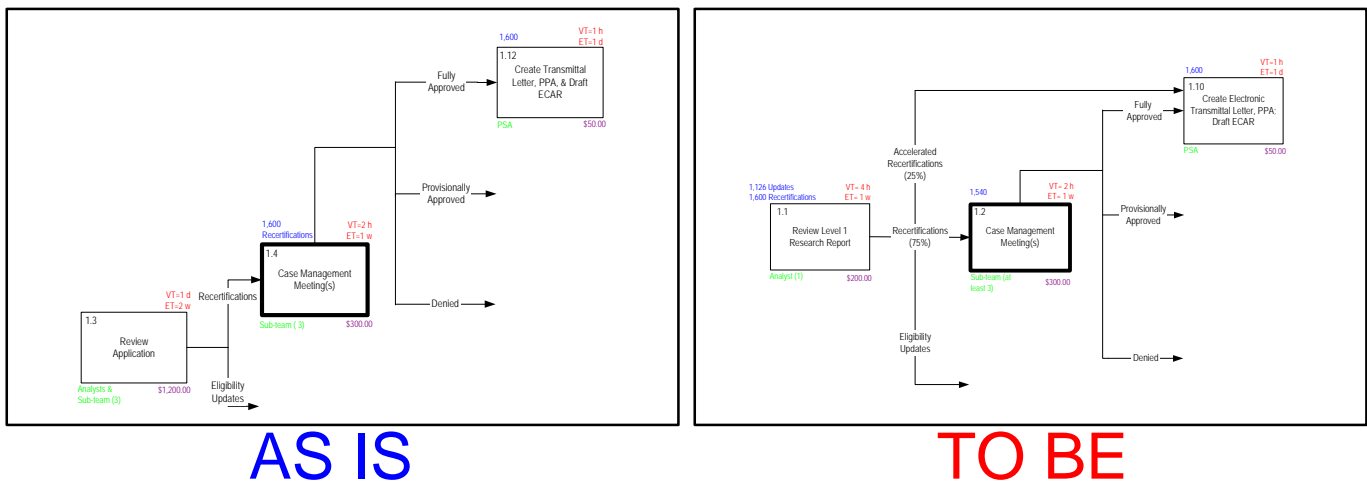 1,600
VT=1 h
ET=1 d
1.12
Create Transmittal
Letter, PPA, & Draft
ECAR
PSA
$50.00
Fully
Approved
Provisionally
Approved
Denied
1,600
Recertifications
VT=2 h
ET=1 w
1.4
Case Management
Meeting(s)
Sub-team ( 3)
$300.00
Recertifications
VT=1 d
ET=2 w
1.3
Review
Application
Analysts &
Sub-team (3)
$1,200.00
Eligibility
Updates
AS IS
1,600
VT=1 h
ET=1 d
1.10
Create Electronic
Transmittal Letter, PPA;
Draft ECAR
PSA
$50.00
Fully
Approved
Accelerated
Recertifications
(25%)
1,126 Updates
1,600 Recertifications
VT= 4 h
ET= 1 w
1.1
Review Level 1
Research Report
Analyst (1)
$200.00
Recertifications
(75%)
1,540
VT= 2 h
ET= 1 w
1.2
Case Management
Meeting(s)
Sub-team (at
least 3)
$300.00
Provisionally
Approved
Eligibility
Updates
Denied
TO BE